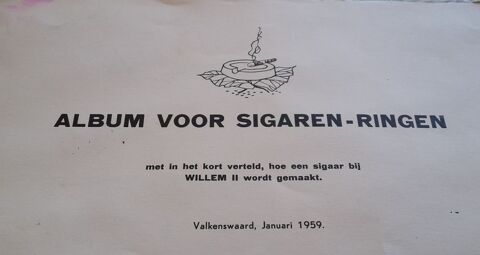 ALBUM VOOR SIGAREN-RINGEN
met in het kort verteld, hoe een sigaar bij
WILLEM II wordt gemaakt.
Valkenswaard, Januari 1959.